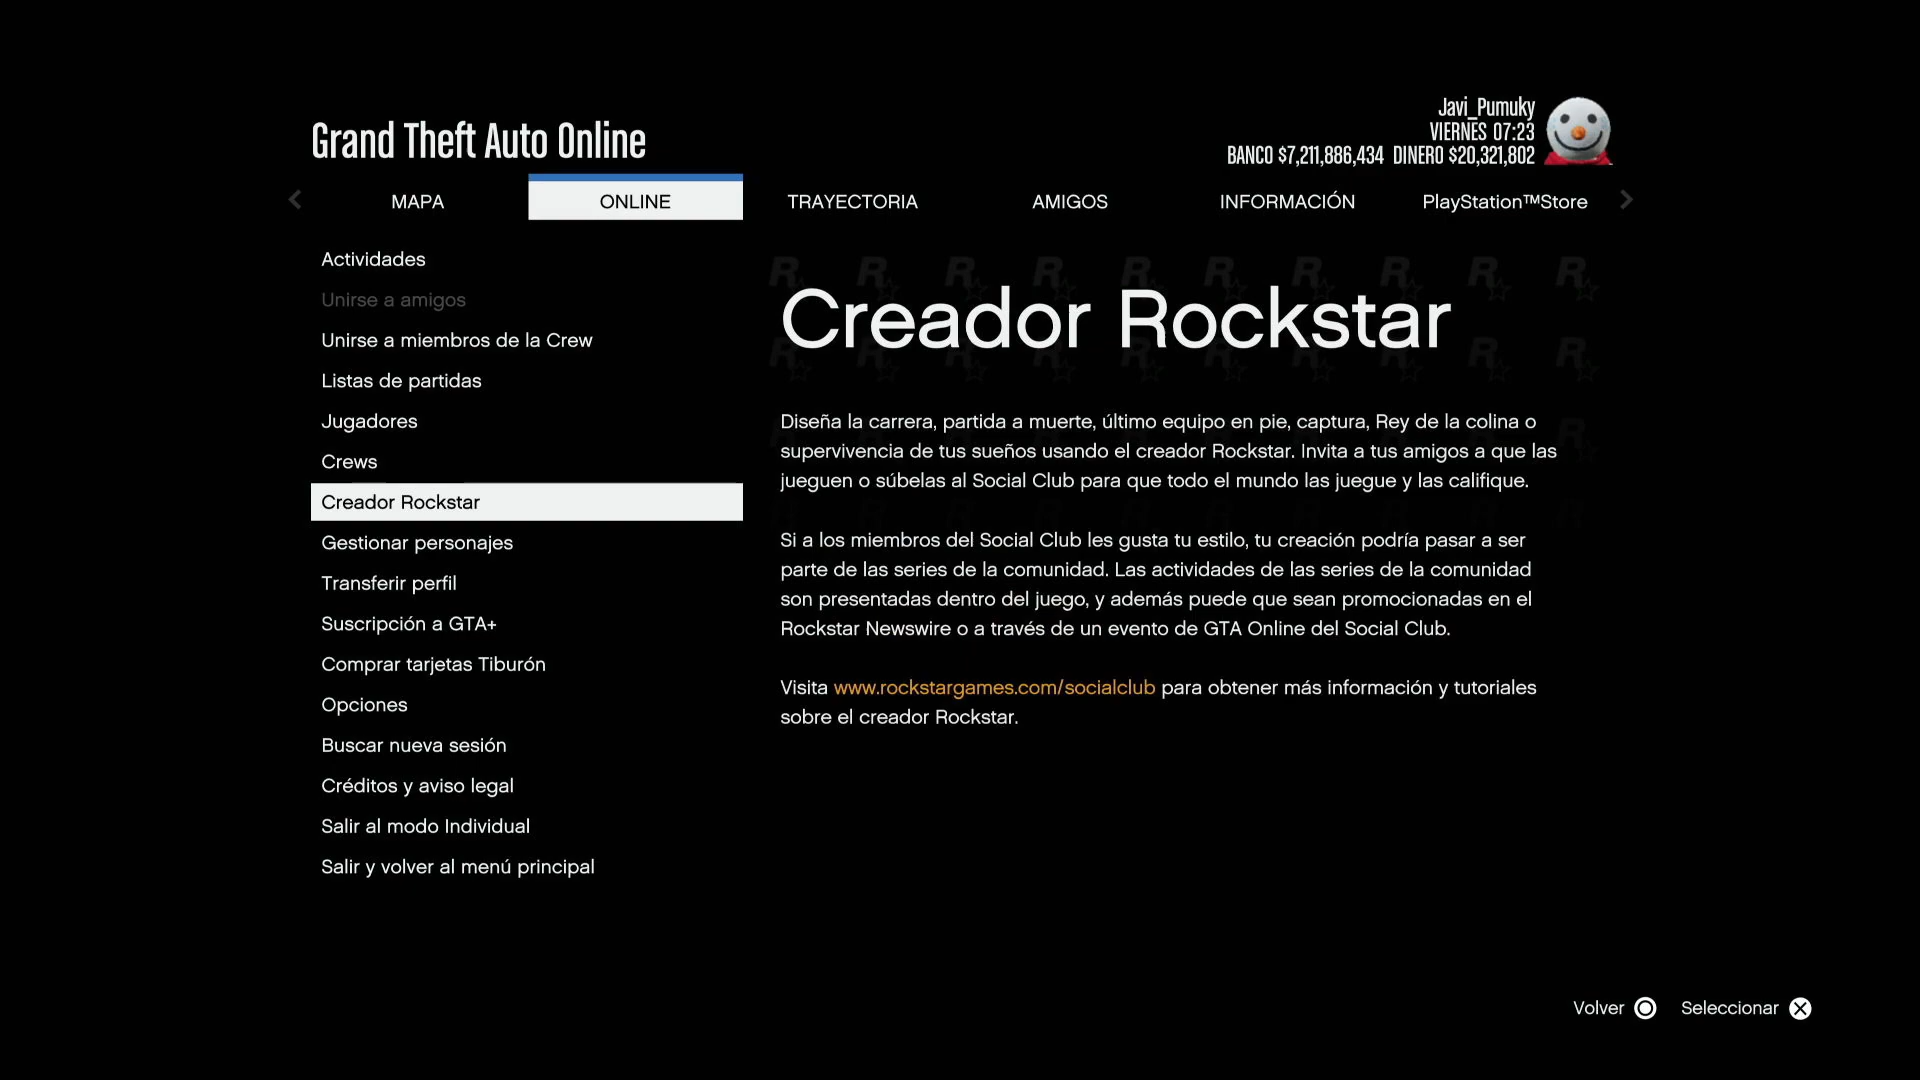 Grand Theft Auto Online
Javi_Pumuky
VIERNES 07:23
BANCO $7,211,886,434 DINERO $20,321,802
MAPA
ONLINE
TRAYECTORIA
AMIGOS
INFORMACIÓN
PlayStation™Store
Actividades
Unirse a amigos
Unirse a miembros de la Crew
Listas de partidas
Jugadores
Crews
Creador Rockstar
Gestionar personajes
Transferir perfil
Suscripción a GTA+
Comprar tarjetas Tiburón
Opciones
Buscar nueva sesión
Créditos y aviso legal
Salir al modo Individual
Salir y volver al menú principal
Creador Rockstar
Diseña la carrera, partida a muerte, último equipo en pie, captura, Rey de la colina o
supervivencia de tus sueños usando el creador Rockstar. Invita a tus amigos a que las
jueguen o súbelas al Social Club para que todo el mundo las juegue y las califique.
Si a los miembros del Social Club les gusta tu estilo, tu creación podría pasar a ser
parte de las series de la comunidad. Las actividades de las series de la comunidad
son presentadas dentro del juego, y además puede que sean promocionadas en el
Rockstar Newswire o a través de un evento de GTA Online del Social Club.
Visita www.rockstargames.com/socialclub para obtener más información y tutoriales
sobre el creador Rockstar.
Volver
Seleccionar